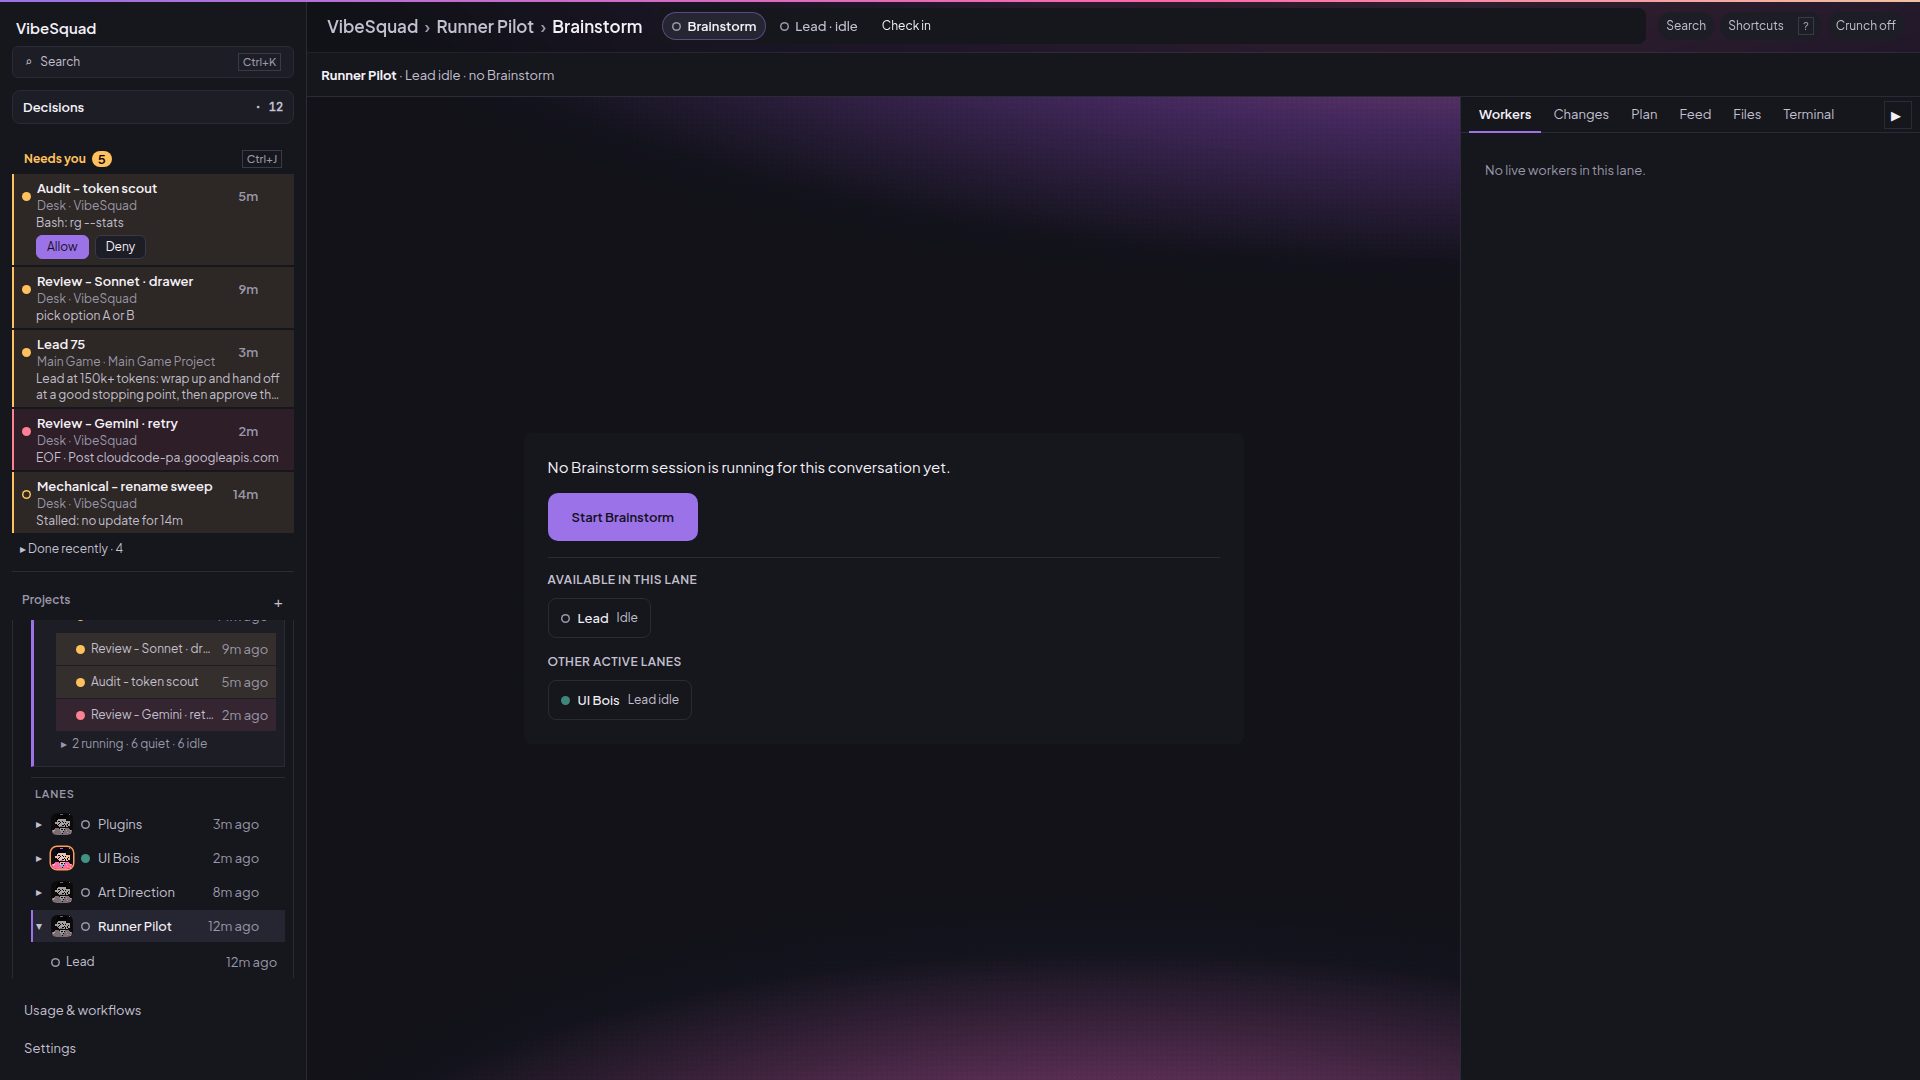 VibeSquad
Search Ctrl+K
Decisions · 12
Needs you 5 Ctrl+J
Audit – token scout 5m
Desk · VibeSquad
Bash: rg --stats
Allow Deny
Review – Sonnet · drawer 9m
Desk · VibeSquad
pick option A or B
Lead 75 3m
Main Game · Main Game Project
Lead at 150k+ tokens: wrap up and hand off
at a good stopping point, then approve th…
Review – Gemini · retry 2m
Desk · VibeSquad
EOF · Post cloudcode-pa.googleapis.com
Mechanical – rename sweep 14m
Desk · VibeSquad
Stalled: no update for 14m
▸ Done recently · 4
Projects +
Review – Sonnet · dr… 9m ago
Audit – token scout 5m ago
Review – Gemini · ret… 2m ago
▸ 2 running · 6 quiet · 6 idle
LANES
▸ Plugins 3m ago
▸ UI Bois 2m ago
▸ Art Direction 8m ago
▾ Runner Pilot 12m ago
Lead 12m ago
Usage & workflows
Settings
VibeSquad › Runner Pilot › Brainstorm Brainstorm Lead · idle Check in Search Shortcuts ? Crunch off
Runner Pilot · Lead idle · no Brainstorm
No Brainstorm session is running for this conversation yet.
Start Brainstorm
AVAILABLE IN THIS LANE
Lead Idle
OTHER ACTIVE LANES
UI Bois Lead idle
Workers Changes Plan Feed Files Terminal ▶
No live workers in this lane.